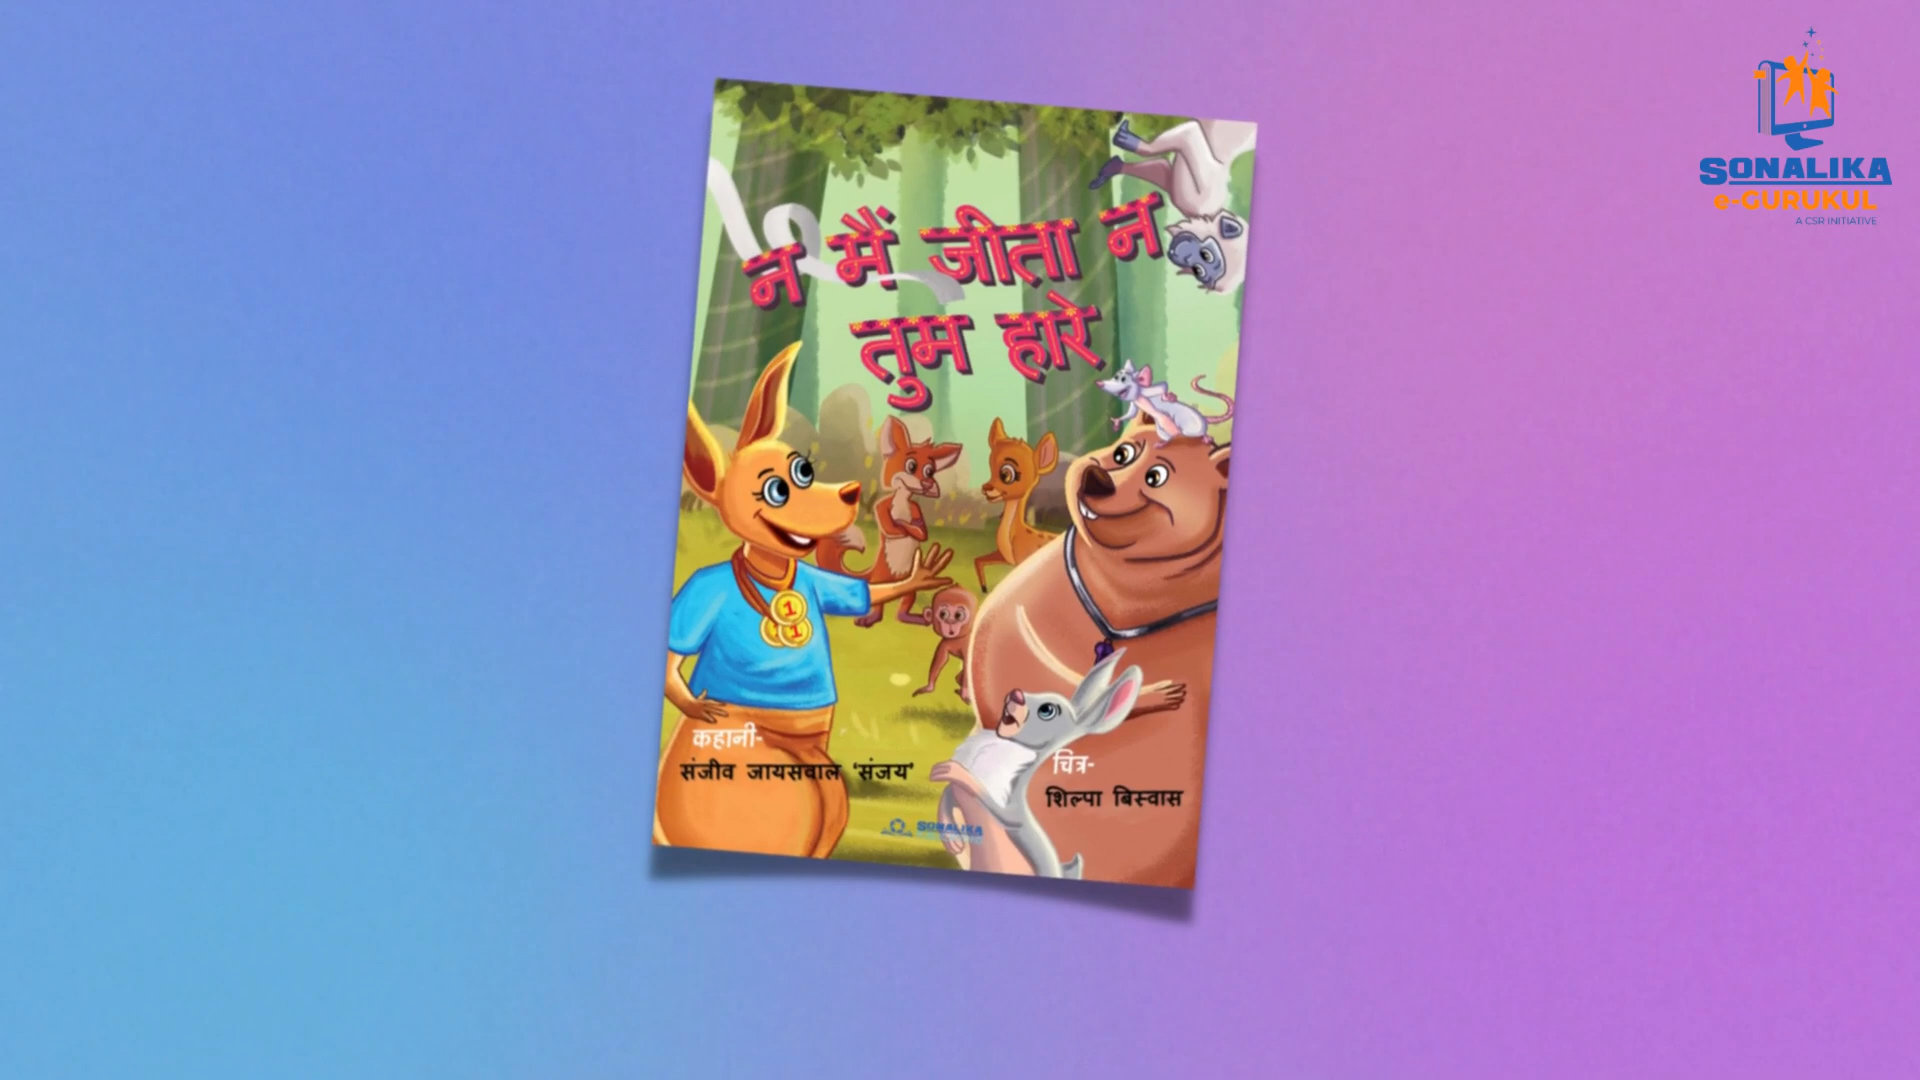 न मैं जीता न
तुम हारे
कहानी-
संजीव जायसवाल 'संजय'
चित्र-
शिल्पा बिस्वास
SONALIKA
SONALIKA
e-GURUKUL
A CSR INITIATIVE